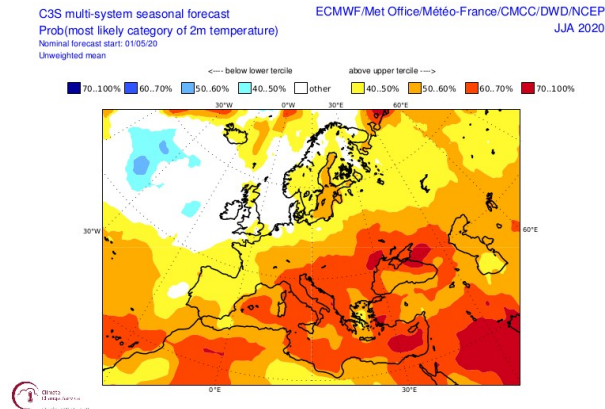 C3S multi-system seasonal forecast
ECMWF/Met Office/Météo-France/CMCC/DWD/NCEP
Prob(most likely category of 2m temperature)
JJA 2020
Nominal forecast start: 01/05/20
Unweighted mean
<---- below lower tercile
above upper tercile ---->
70..100% 60..70% 50..60% 40..50% other 40..50% 50..60% 60..70% 70..100%
30°W 0°W 30°E 60°E
30°W
60°E
0°E 30°E
Climate
Change Service